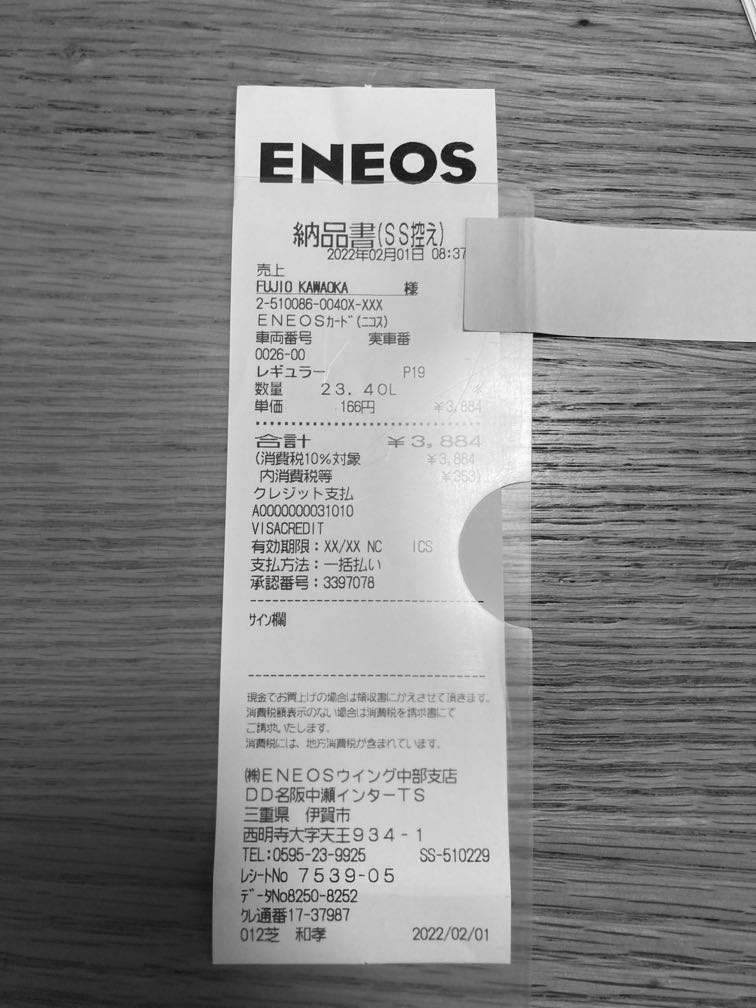 ENEOS
納品書(SS控え)
2022年02月01日 08:37
売上
FUJIO KAWAOKA 様
2-510086-0040X-XXX
ENEOSカード(ニコス)
車両番号 実車番
0026-00
レギュラー P19
数量 23.40L *
単価 166円 ¥3,884
合計 ¥3,884
(消費税10%対象 ¥3,884
内消費税等 ¥353)
クレジット支払
A0000000031010
VISACREDIT
有効期限:XX/XX NC ICS
支払方法:一括払い
承認番号:3397078
サイン欄
現金でお買上げの場合は領収書にかえさせて頂きます。
消費税額表示のない場合は消費税を請求書にて
ご請求いたします。
消費税には、地方消費税が含まれています。
㈱ENEOSウイング中部支店
DD名阪中瀬インターTS
三重県 伊賀市
西明寺大字天王934-1
TEL:0595-23-9925 SS-510229
レシートNo 7539-05
データNo8250-8252
クレ通番17-37987
012芝 和孝 2022/02/01